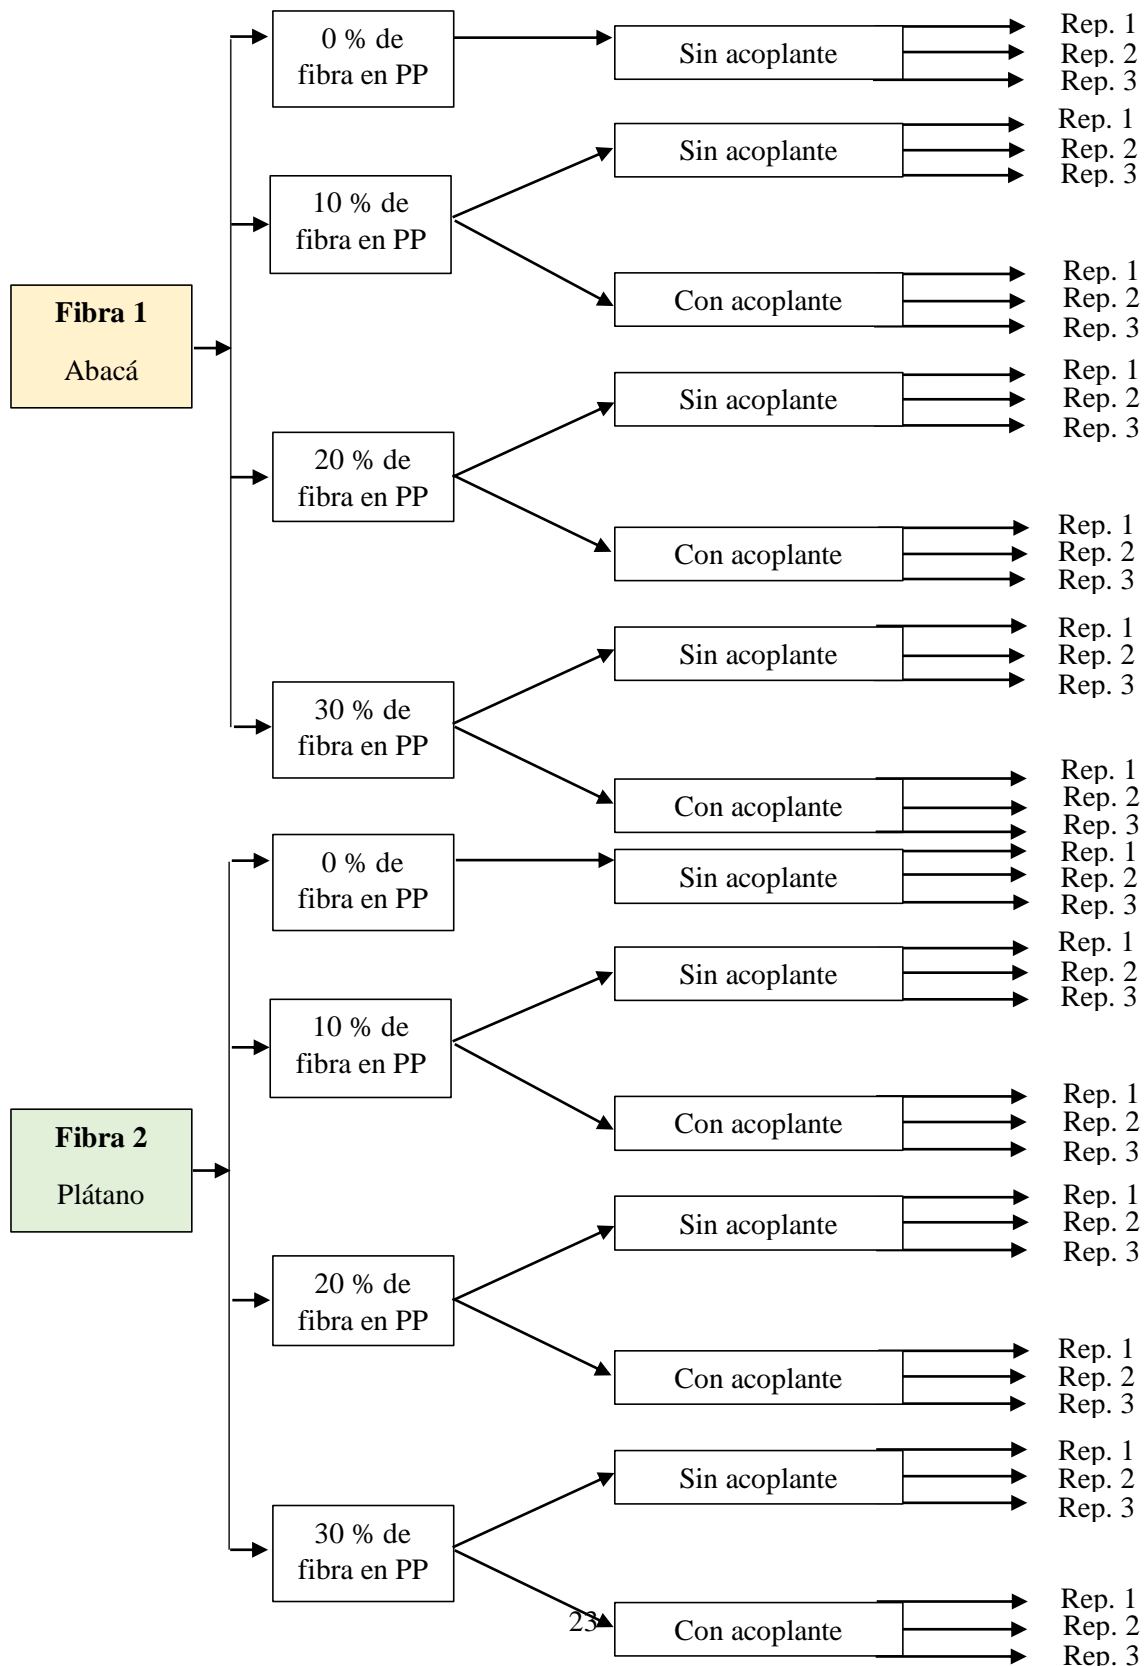 0 % de
fibra en PP
Sin acoplante
Rep. 1
Rep. 2
Rep. 3
10 % de
fibra en PP
Sin acoplante
Rep. 1
Rep. 2
Rep. 3
Con acoplante
Rep. 1
Rep. 2
Rep. 3
Fibra 1
Abacá
20 % de
fibra en PP
Sin acoplante
Rep. 1
Rep. 2
Rep. 3
Con acoplante
Rep. 1
Rep. 2
Rep. 3
30 % de
fibra en PP
Sin acoplante
Rep. 1
Rep. 2
Rep. 3
Con acoplante
Rep. 1
Rep. 2
Rep. 3
0 % de
fibra en PP
Sin acoplante
Rep. 1
Rep. 2
Rep. 3
10 % de
fibra en PP
Sin acoplante
Rep. 1
Rep. 2
Rep. 3
Con acoplante
Rep. 1
Rep. 2
Rep. 3
Fibra 2
Plátano
20 % de
fibra en PP
Sin acoplante
Rep. 1
Rep. 2
Rep. 3
Con acoplante
Rep. 1
Rep. 2
Rep. 3
30 % de
fibra en PP
Sin acoplante
Rep. 1
Rep. 2
Rep. 3
Con acoplante
Rep. 1
Rep. 2
Rep. 3
23